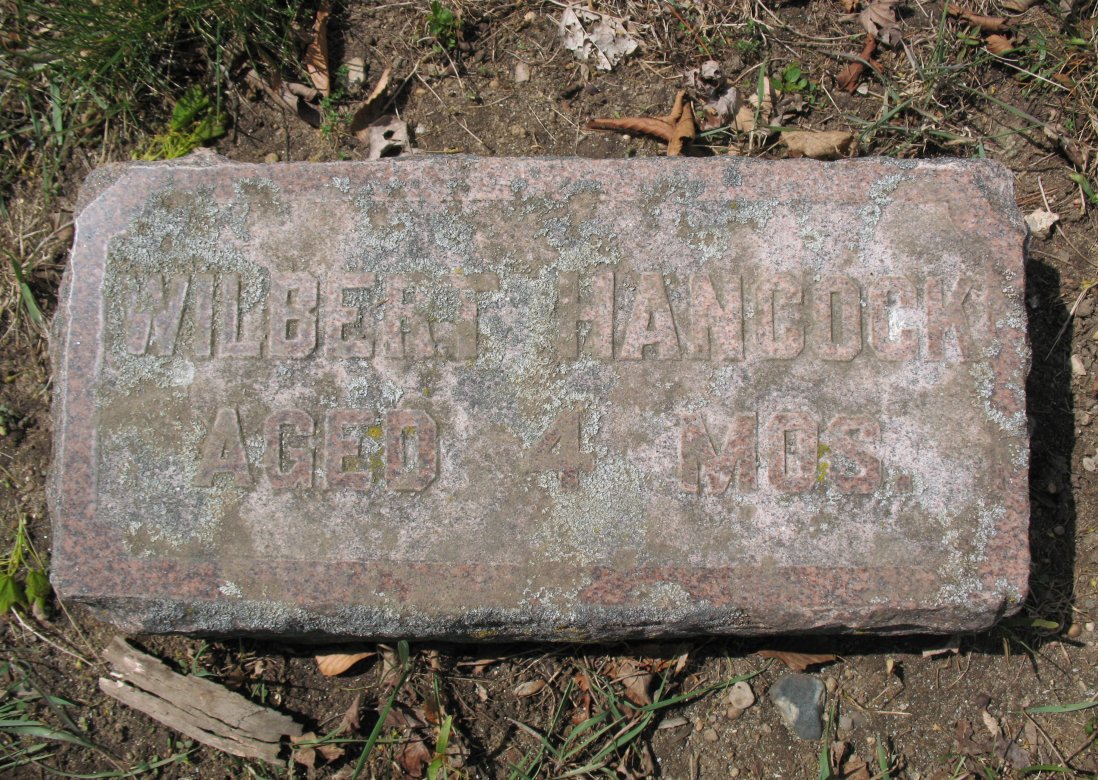 WILBERT HANCOCK
AGED 4 MOS.